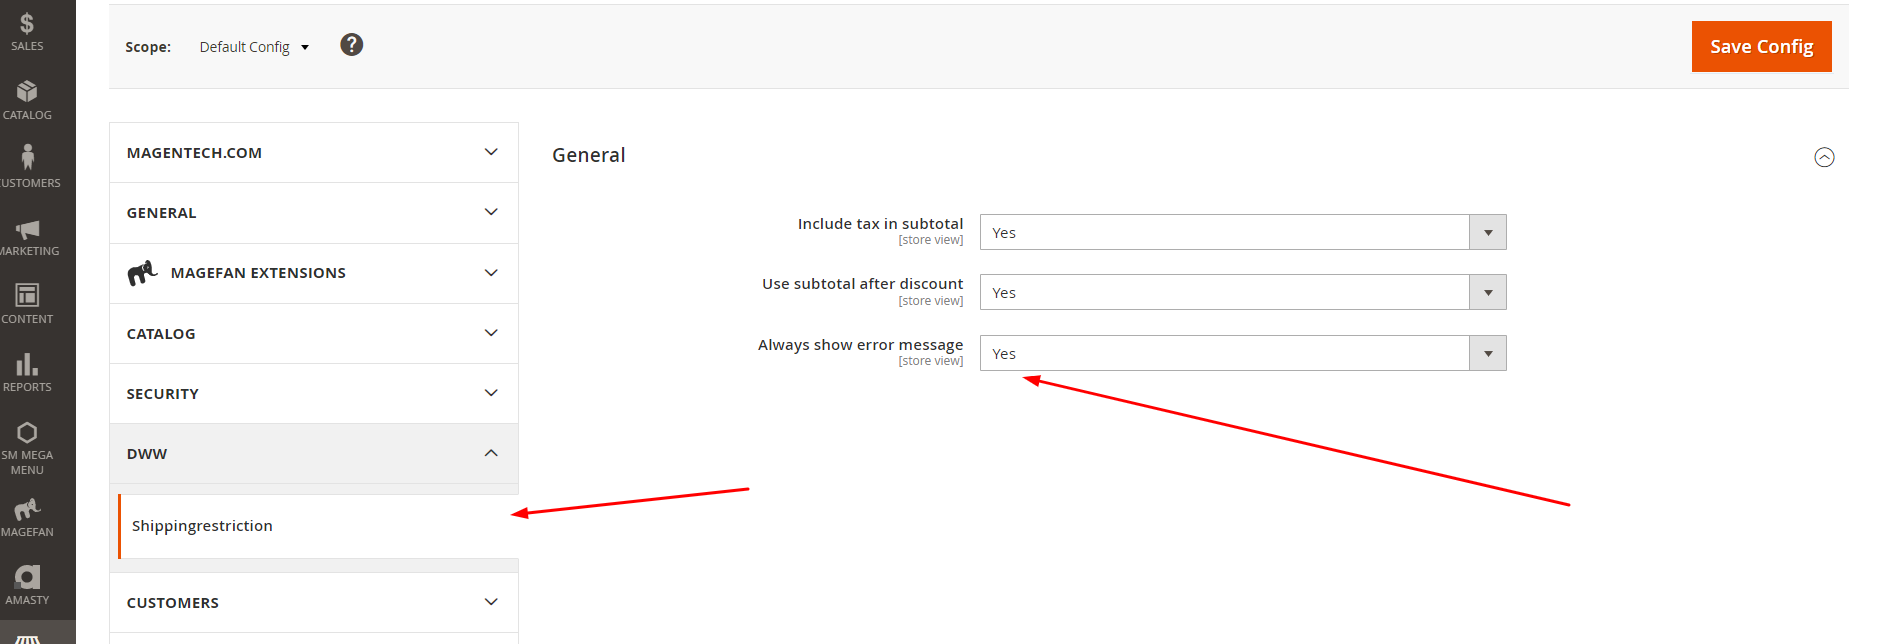 SALES
CATALOG
CUSTOMERS
MARKETING
CONTENT
REPORTS
SM MEGA
MENU
MAGEFAN
AMASTY
Scope: Default Config ?
Save Config
MAGENTECH.COM
GENERAL
MAGEFAN EXTENSIONS
CATALOG
SECURITY
DWW
Shippingrestriction
CUSTOMERS
General
Include tax in subtotal Yes
[store view]
Use subtotal after discount Yes
[store view]
Always show error message Yes
[store view]